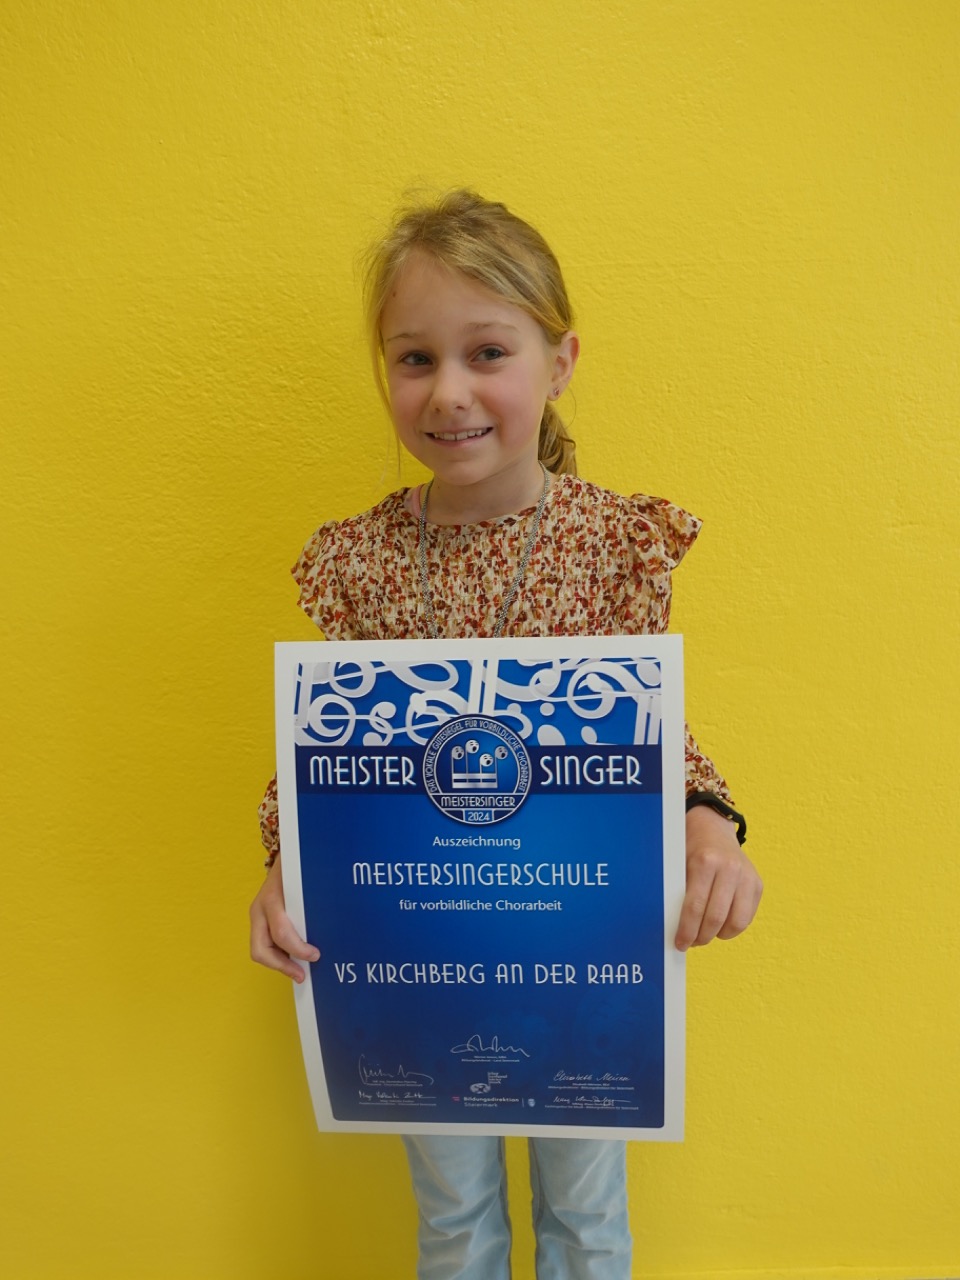 DAS VOKALE GÜTESIEGEL FÜR VORBILDLICHE CHORARBEIT
MEISTER SINGER
MEISTERSINGER
2024
Auszeichnung
MEISTERSINGERSCHULE
für vorbildliche Chorarbeit
VS KIRCHBERG AN DER RAAB
Bildungsdirektion
Steiermark